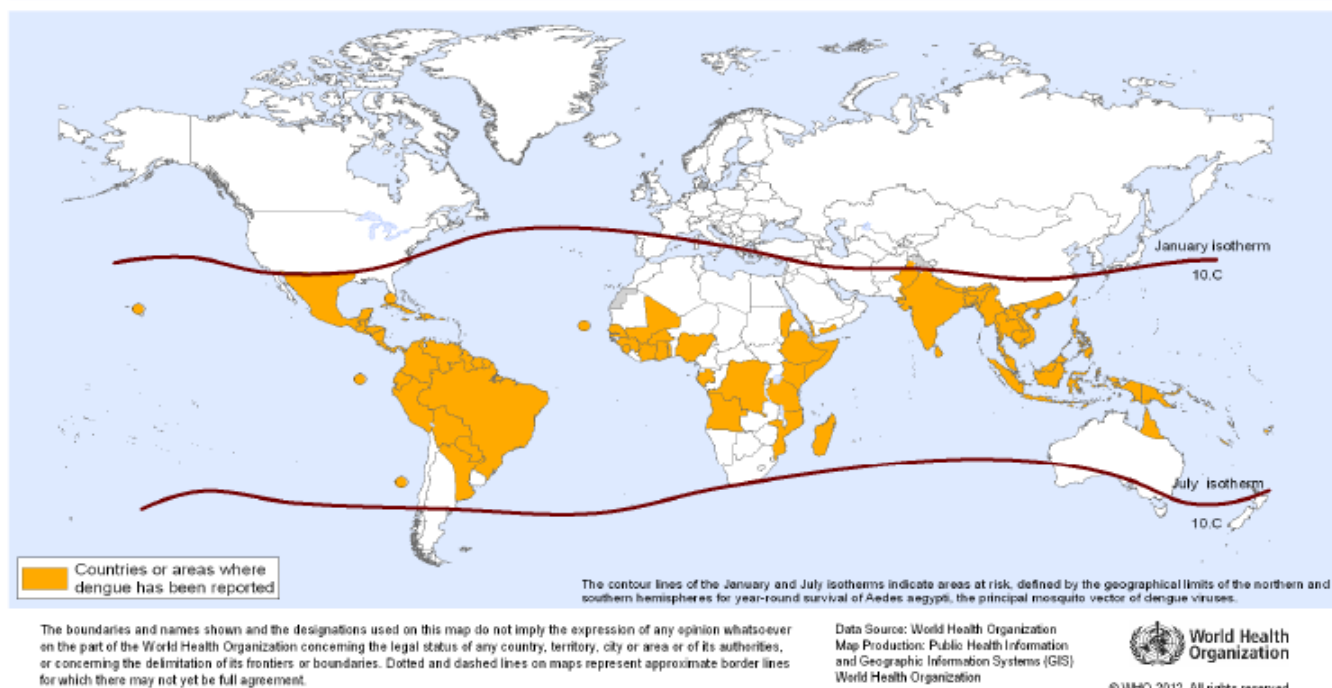 January isotherm
10.C
July isotherm
10.C
Countries or areas where
dengue has been reported
The contour lines of the January and July isotherms indicate areas at risk, defined by the geographical limits of the northern and
southern hemispheres for year-round survival of Aedes aegypti, the principal mosquito vector of dengue viruses.
The boundaries and names shown and the designations used on this map do not imply the expression of any opinion whatsoever
on the part of the World Health Organization concerning the legal status of any country, territory, city or area or of its authorities,
or concerning the delimitation of its frontiers or boundaries. Dotted and dashed lines on maps represent approximate border lines
for which there may not yet be full agreement.
Data Source: World Health Organization
Map Production: Public Health Information
and Geographic Information Systems (GIS)
World Health Organization
World Health
Organization
© WHO 2012. All rights reserved